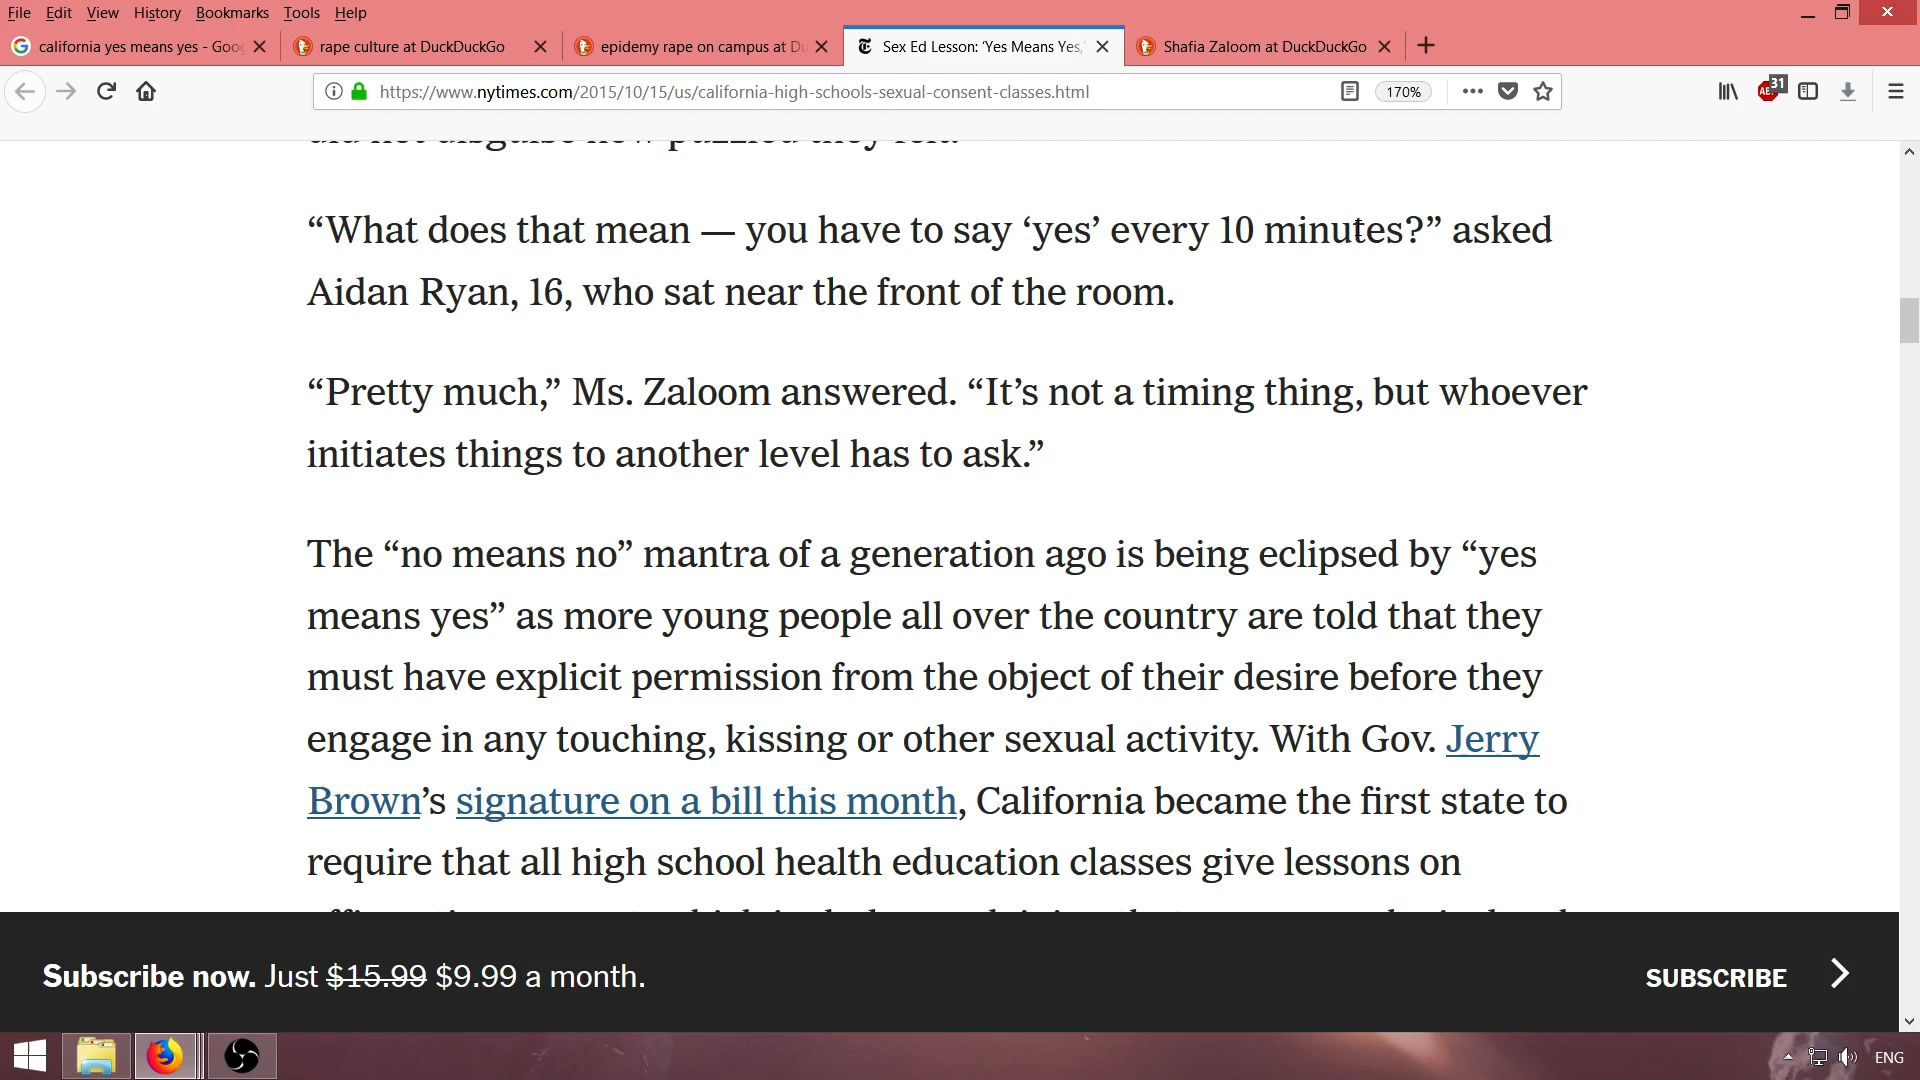 File Edit View History Bookmarks Tools Help
california yes means yes - Goo
rape culture at DuckDuckGo
epidemy rape on campus at Du
Sex Ed Lesson: ‘Yes Means Yes,’
Shafia Zaloom at DuckDuckGo
https://www.nytimes.com/2015/10/15/us/california-high-schools-sexual-consent-classes.html
170%
31
did not disguise how puzzled they felt.
“What does that mean — you have to say ‘yes’ every 10 minutes?” asked
Aidan Ryan, 16, who sat near the front of the room.
“Pretty much,” Ms. Zaloom answered. “It’s not a timing thing, but whoever
initiates things to another level has to ask.”
The “no means no” mantra of a generation ago is being eclipsed by “yes
means yes” as more young people all over the country are told that they
must have explicit permission from the object of their desire before they
engage in any touching, kissing or other sexual activity. With Gov. Jerry
Brown’s signature on a bill this month, California became the first state to
require that all high school health education classes give lessons on
Subscribe now. Just $15.99 $9.99 a month.
SUBSCRIBE
ENG